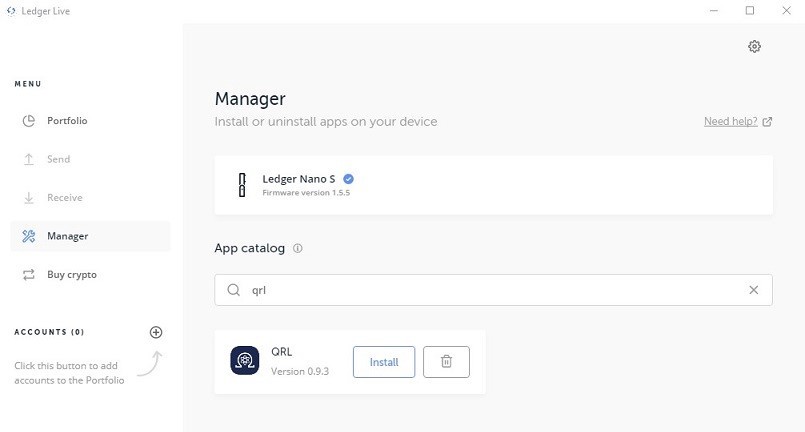 Ledger Live
MENU
Portfolio
Send
Receive
Manager
Buy crypto
ACCOUNTS (0)
Click this button to add
accounts to the Portfolio
Manager
Install or uninstall apps on your device
Need help?
Ledger Nano S
Firmware version 1.5.5
App catalog
qrl
QRL
Version 0.9.3
Install